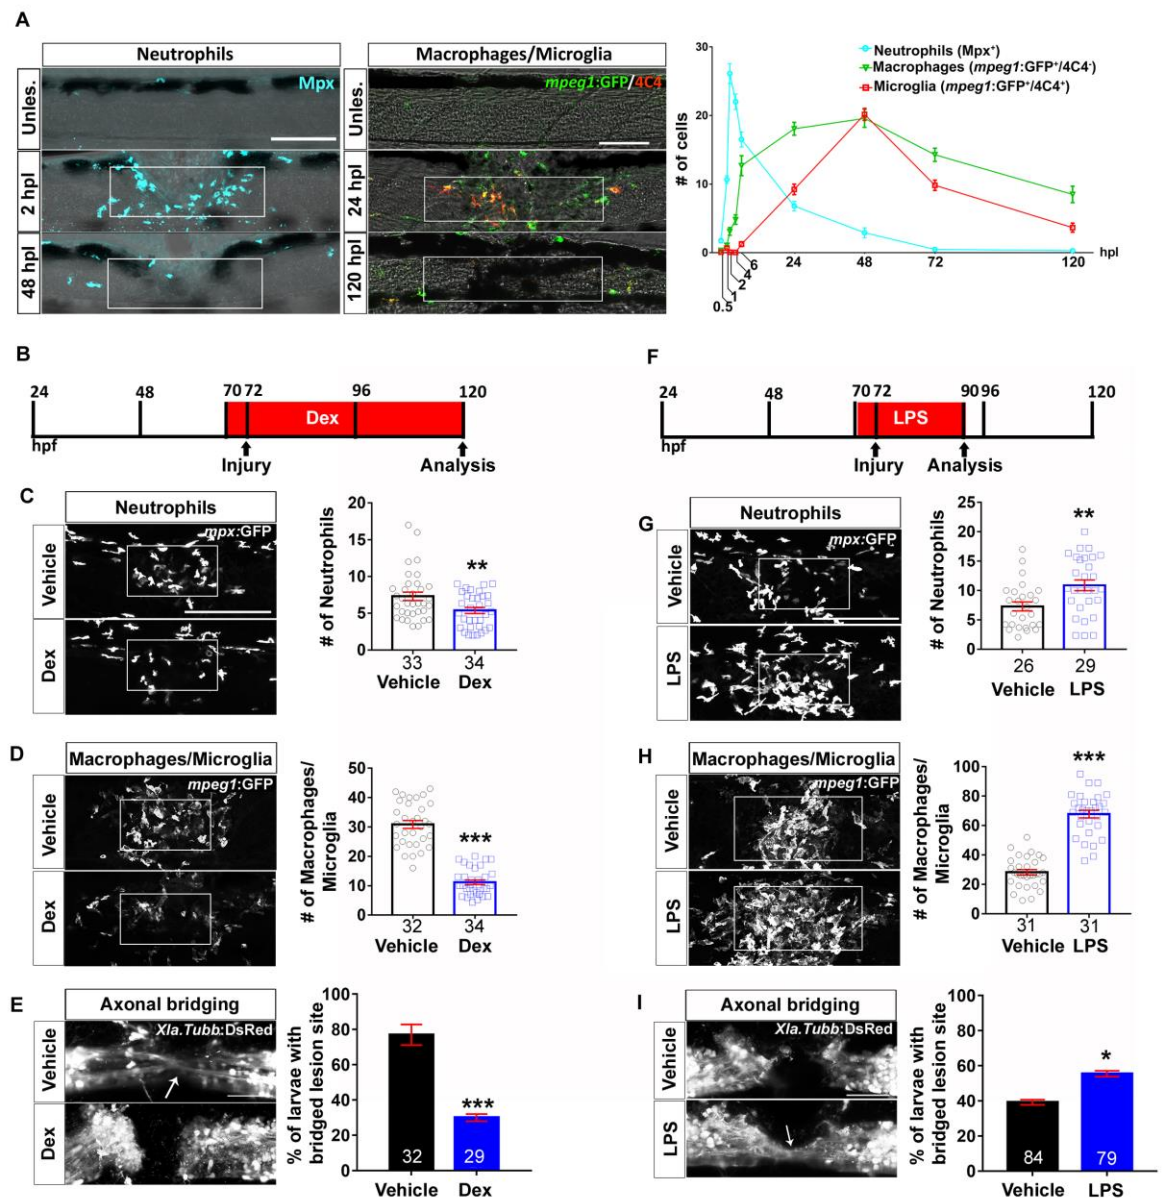 A
Neutrophils
Mpx
Unles.
2 hpl
48 hpl
Macrophages/Microglia
mpeg1:GFP/4C4
Unles.
24 hpl
120 hpl
Neutrophils (Mpx⁺)
Macrophages (mpeg1:GFP⁺/4C4⁻)
Microglia (mpeg1:GFP⁺/4C4⁺)
# of cells
30
20
10
0
0.5
1
2
4
6
24
48
72
120
hpl
B
24
48
70 72
96
120
Dex
hpf
Injury
Analysis
C
Neutrophils
mpx:GFP
Vehicle
Dex
# of Neutrophils
20
15
10
5
0
**
33
34
Vehicle
Dex
D
Macrophages/Microglia
mpeg1:GFP
Vehicle
Dex
# of Macrophages/
Microglia
50
40
30
20
10
0
***
32
34
Vehicle
Dex
E
Axonal bridging
Xla.Tubb:DsRed
Vehicle
Dex
% of larvae with
bridged lesion site
100
80
60
40
20
0
***
32
29
Vehicle
Dex
F
24
48
70 72
90 96
120
LPS
hpf
Injury
Analysis
G
Neutrophils
mpx:GFP
Vehicle
LPS
# of Neutrophils
25
20
15
10
5
0
**
26
29
Vehicle
LPS
H
Macrophages/Microglia
mpeg1:GFP
Vehicle
LPS
# of Macrophages/
Microglia
100
80
60
40
20
0
***
31
31
Vehicle
LPS
I
Axonal bridging
Xla.Tubb:DsRed
Vehicle
LPS
% of larvae with
bridged lesion site
100
80
60
40
20
0
*
84
79
Vehicle
LPS